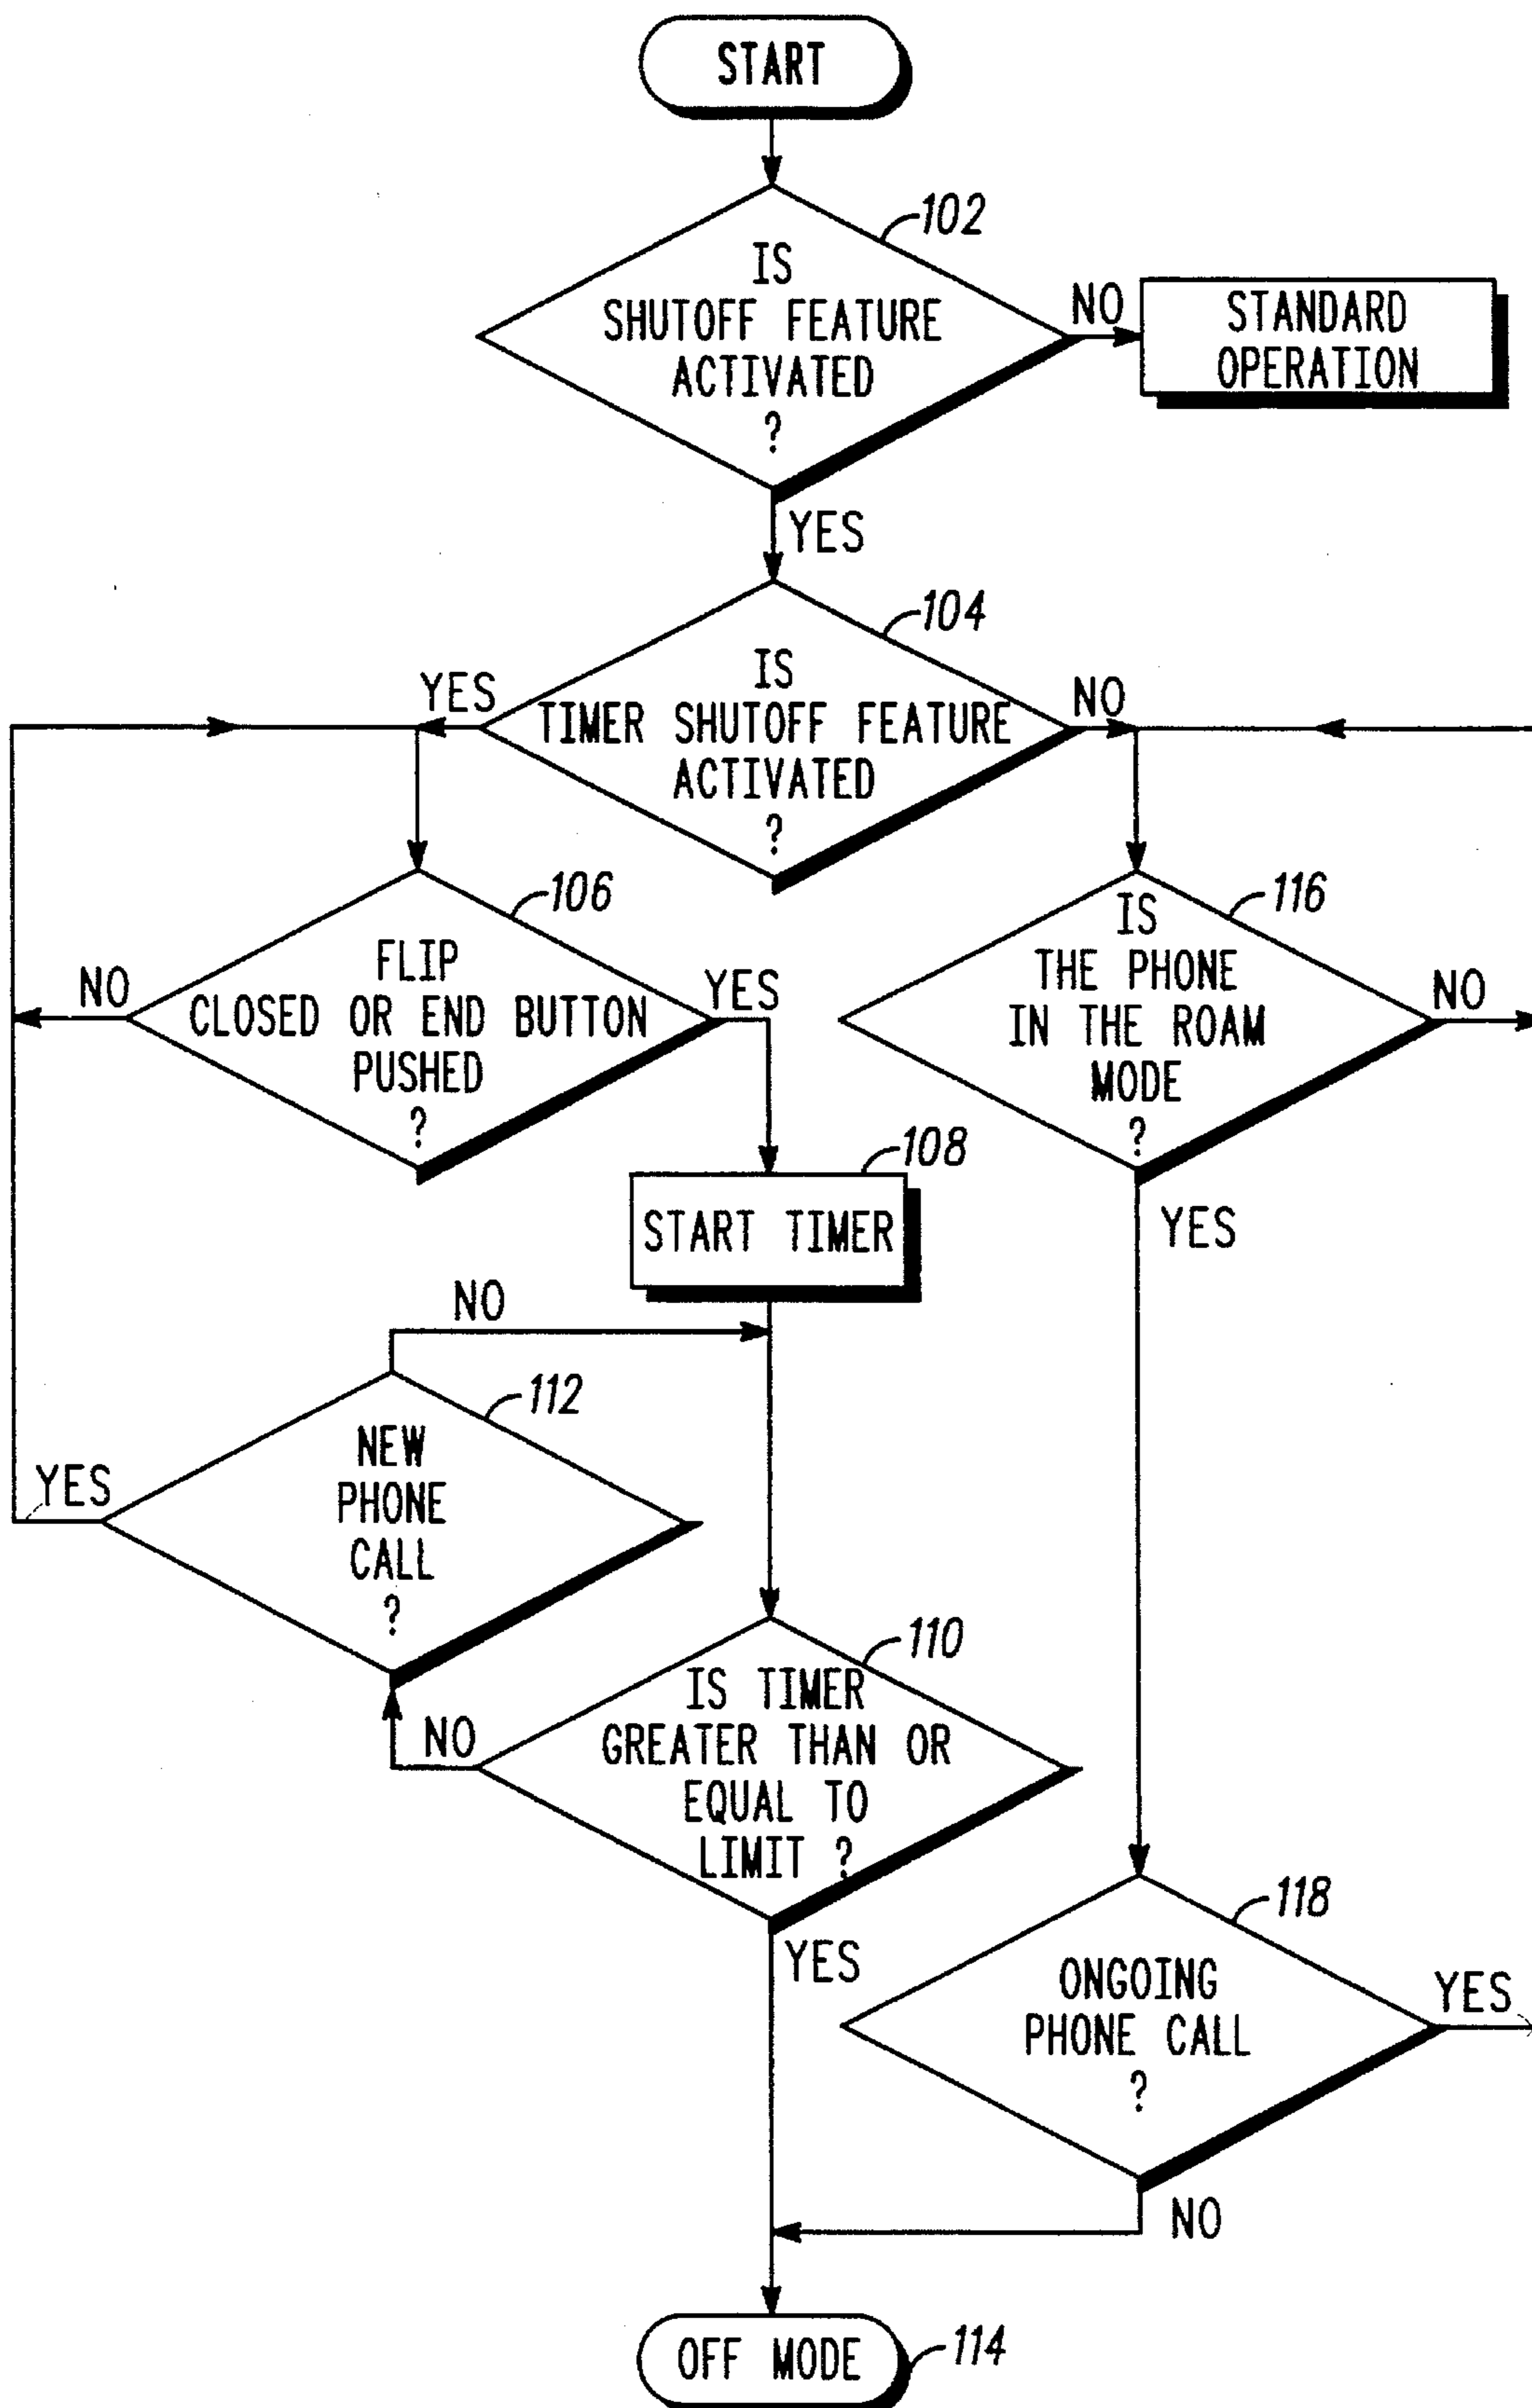 START
102
IS
SHUTOFF FEATURE
ACTIVATED
?
NO
STANDARD
OPERATION
YES
104
IS
TIMER SHUTOFF FEATURE
ACTIVATED
?
YES
NO
106
FLIP
CLOSED OR END BUTTON
PUSHED
?
NO
YES
116
IS
THE PHONE
IN THE ROAM
MODE
?
NO
YES
108
START TIMER
NO
112
NEW
PHONE
CALL
?
YES
110
IS TIMER
GREATER THAN OR
EQUAL TO
LIMIT ?
NO
YES
118
ONGOING
PHONE CALL
?
YES
NO
OFF MODE
114